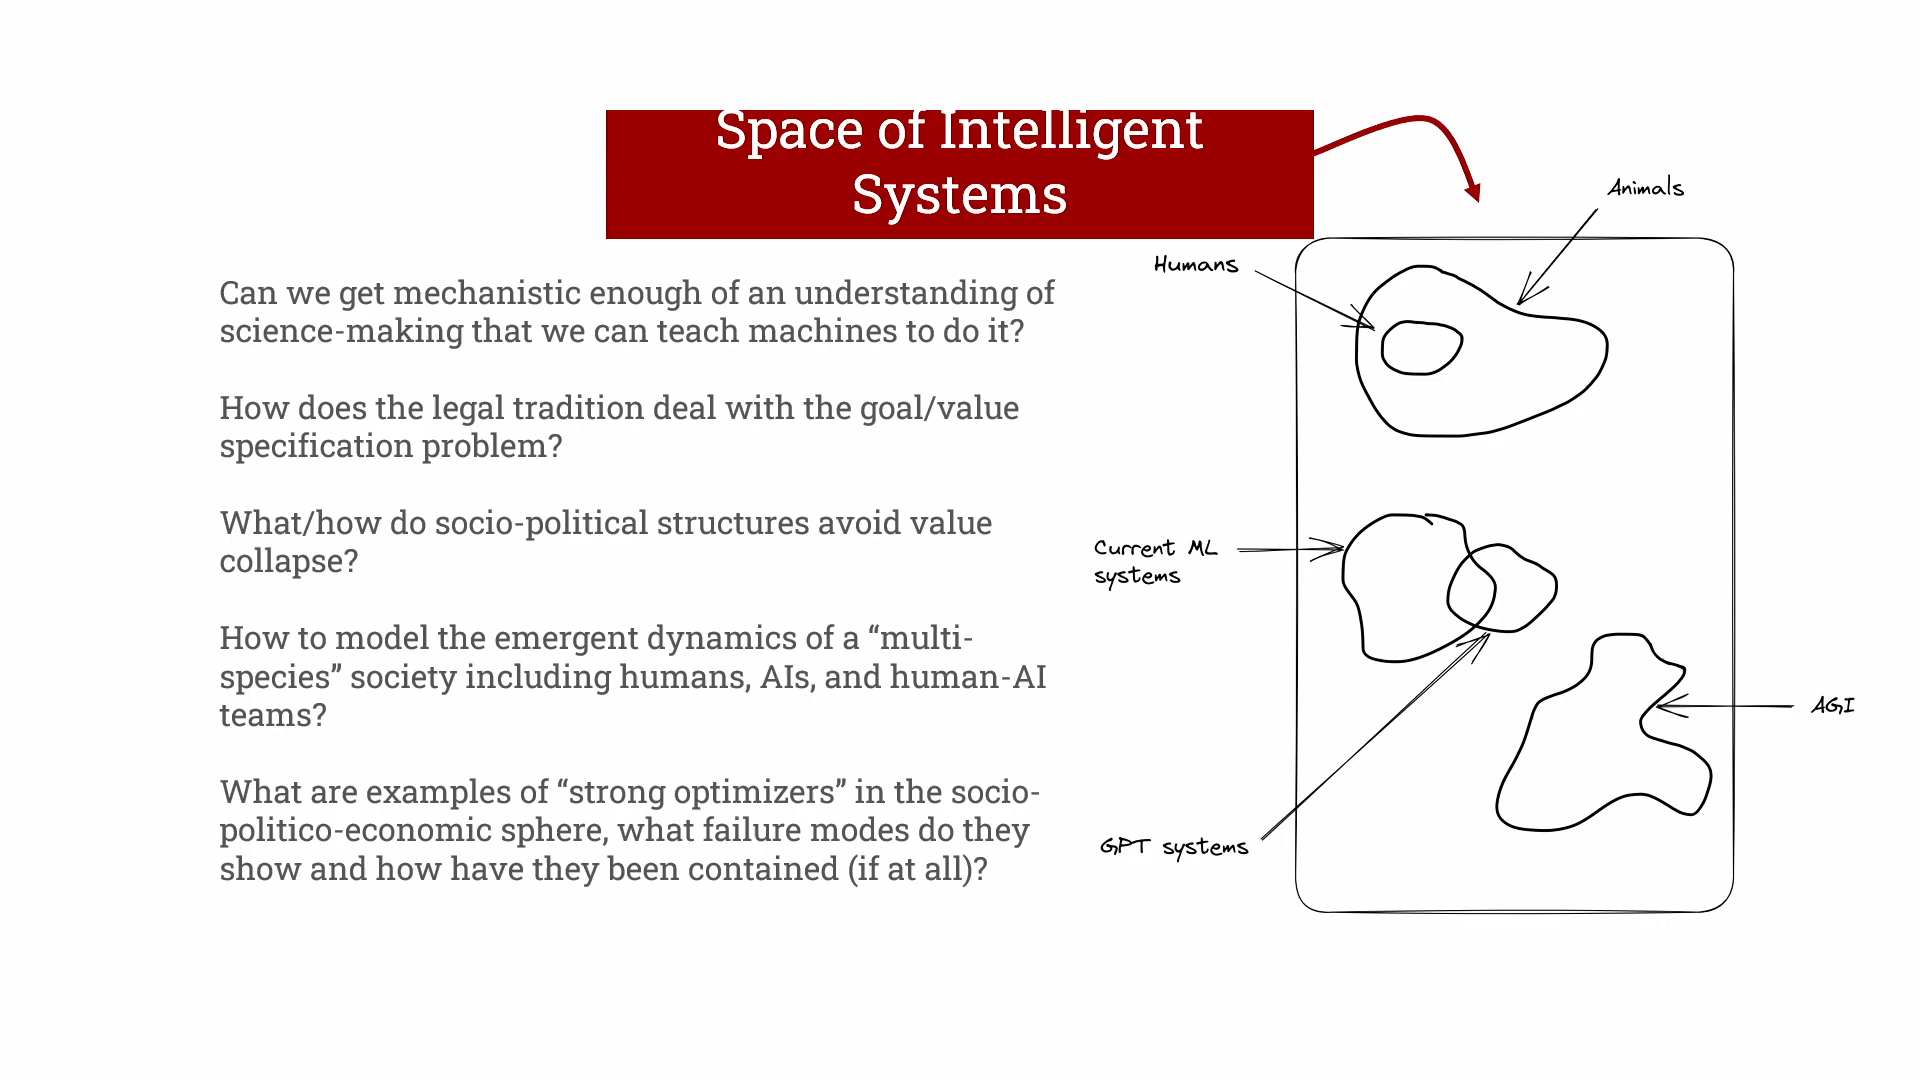 Space of Intelligent
Systems
Can we get mechanistic enough of an understanding of
science-making that we can teach machines to do it?
How does the legal tradition deal with the goal/value
specification problem?
What/how do socio-political structures avoid value
collapse?
How to model the emergent dynamics of a “multi-
species” society including humans, AIs, and human-AI
teams?
What are examples of “strong optimizers” in the socio-
politico-economic sphere, what failure modes do they
show and how have they been contained (if at all)?
Animals
Humans
Current ML
systems
AGI
GPT systems